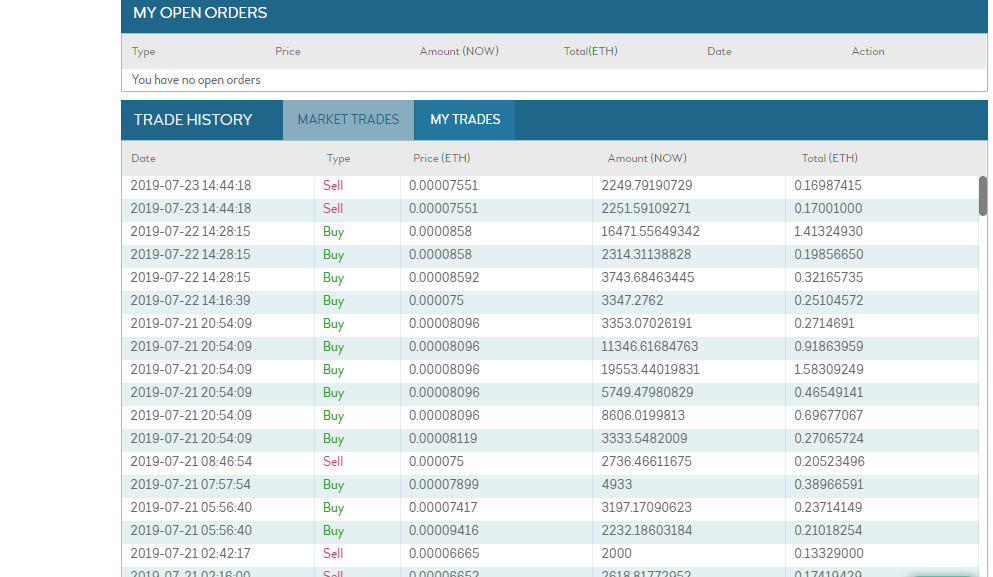 MY OPEN ORDERS
Type Price Amount (NOW) Total(ETH) Date Action
You have no open orders
TRADE HISTORY MARKET TRADES MY TRADES
Date Type Price (ETH) Amount (NOW) Total (ETH)
2019-07-23 14:44:18 Sell 0.00007551 2249.79190729 0.16987415
2019-07-23 14:44:18 Sell 0.00007551 2251.59109271 0.17001000
2019-07-22 14:28:15 Buy 0.0000858 16471.55649342 1.41324930
2019-07-22 14:28:15 Buy 0.0000858 2314.31138828 0.19856650
2019-07-22 14:28:15 Buy 0.00008592 3743.68463445 0.32165735
2019-07-22 14:16:39 Buy 0.000075 3347.2762 0.25104572
2019-07-21 20:54:09 Buy 0.00008096 3353.07026191 0.2714691
2019-07-21 20:54:09 Buy 0.00008096 11346.61684763 0.91863959
2019-07-21 20:54:09 Buy 0.00008096 19553.44019831 1.58309249
2019-07-21 20:54:09 Buy 0.00008096 5749.47980829 0.46549141
2019-07-21 20:54:09 Buy 0.00008096 8606.0199813 0.69677067
2019-07-21 20:54:09 Buy 0.00008119 3333.5482009 0.27065724
2019-07-21 08:46:54 Sell 0.000075 2736.46611675 0.20523496
2019-07-21 07:57:54 Buy 0.00007899 4933 0.38966591
2019-07-21 05:56:40 Buy 0.00007417 3197.17090623 0.23714149
2019-07-21 05:56:40 Buy 0.00009416 2232.18603184 0.21018254
2019-07-21 02:42:17 Sell 0.00006665 2000 0.13329000
2019-07-21 02:16:00 Sell 0.00006652 2618.81772952 0.17419429